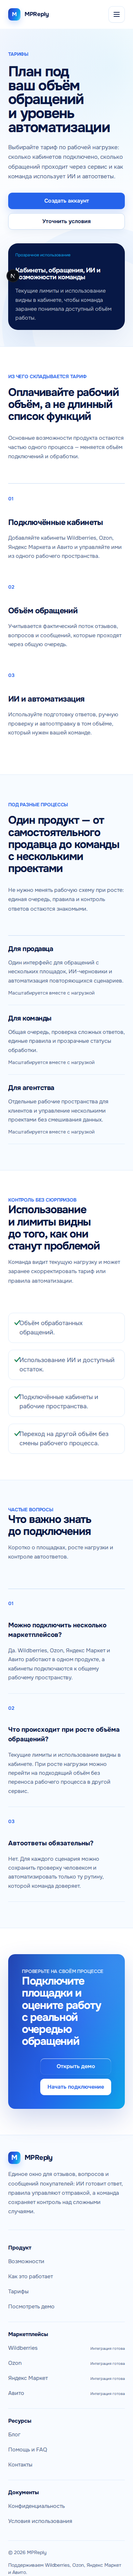 MPReply
ТАРИФЫ
План под
ваш объём
обращений
и уровень
автоматизации
Выбирайте тариф по рабочей нагрузке:
сколько кабинетов подключено, сколько
обращений проходит через сервис и как
команда использует ИИ и автоответы.
Создать аккаунт
Уточнить условия
Прозрачное использование
Кабинеты, обращения, ИИ и
возможности команды
Текущие лимиты и использование
видны в кабинете, чтобы команда
заранее понимала доступный объём
работы.
N
ИЗ ЧЕГО СКЛАДЫВАЕТСЯ ТАРИФ
Оплачивайте рабочий
объём, а не длинный
список функций
Основные возможности продукта остаются
частью одного процесса — меняется объём
подключений и обработки.
01
Подключённые кабинеты
Добавляйте кабинеты Wildberries, Ozon,
Яндекс Маркета и Авито и управляйте ими
из одного рабочего пространства.
02
Объём обращений
Учитывается фактический поток отзывов,
вопросов и сообщений, которые проходят
через общую очередь.
03
ИИ и автоматизация
Используйте подготовку ответов, ручную
проверку и автоотправку в том объёме,
который нужен вашей команде.
ПОД РАЗНЫЕ ПРОЦЕССЫ
Один продукт — от
самостоятельного
продавца до команды
с несколькими
проектами
Не нужно менять рабочую схему при росте:
единая очередь, правила и контроль
ответов остаются знакомыми.
Для продавца
Один интерфейс для обращений с
нескольких площадок, ИИ-черновики и
автоматизация повторяющихся сценариев.
Масштабируется вместе с нагрузкой
Для команды
Общая очередь, проверка сложных ответов,
единые правила и прозрачные статусы
обработки.
Масштабируется вместе с нагрузкой
Для агентства
Отдельные рабочие пространства для
клиентов и управление несколькими
проектами без смешивания данных.
Масштабируется вместе с нагрузкой
КОНТРОЛЬ БЕЗ СЮРПРИЗОВ
Использование
и лимиты видны
до того, как они
станут проблемой
Команда видит текущую нагрузку и может
заранее скорректировать тариф или
правила автоматизации.
Объём обработанных
обращений.
Использование ИИ и доступный
остаток.
Подключённые кабинеты и
рабочие пространства.
Переход на другой объём без
смены рабочего процесса.
ЧАСТЫЕ ВОПРОСЫ
Что важно знать
до подключения
Коротко о площадках, росте нагрузки и
контроле автоответов.
01
Можно подключить несколько
маркетплейсов?
Да. Wildberries, Ozon, Яндекс Маркет и
Авито работают в одном продукте, а
кабинеты подключаются к общему
рабочему пространству.
02
Что происходит при росте объёма
обращений?
Текущие лимиты и использование видны в
кабинете. При росте нагрузки можно
перейти на подходящий объём без
переноса рабочего процесса в другой
сервис.
03
Автоответы обязательны?
Нет. Для каждого сценария можно
сохранить проверку человеком и
автоматизировать только ту рутину,
которой команда доверяет.
ПРОВЕРЬТЕ НА СВОЁМ ПРОЦЕССЕ
Подключите
площадки и
оцените работу
с реальной
очередью
обращений
Открыть демо
Начать подключение
MPReply
Единое окно для отзывов, вопросов и
сообщений покупателей: ИИ готовит ответ,
правила управляют отправкой, а команда
сохраняет контроль над сложными
случаями.
Продукт
Возможности
Как это работает
Тарифы
Посмотреть демо
Маркетплейсы
Wildberries Интеграция готова
Ozon Интеграция готова
Яндекс Маркет Интеграция готова
Авито Интеграция готова
Ресурсы
Блог
Помощь и FAQ
Контакты
Документы
Конфиденциальность
Условия использования
© 2026 MPReply
Поддерживаем Wildberries, Ozon, Яндекс Маркет
и Авито.